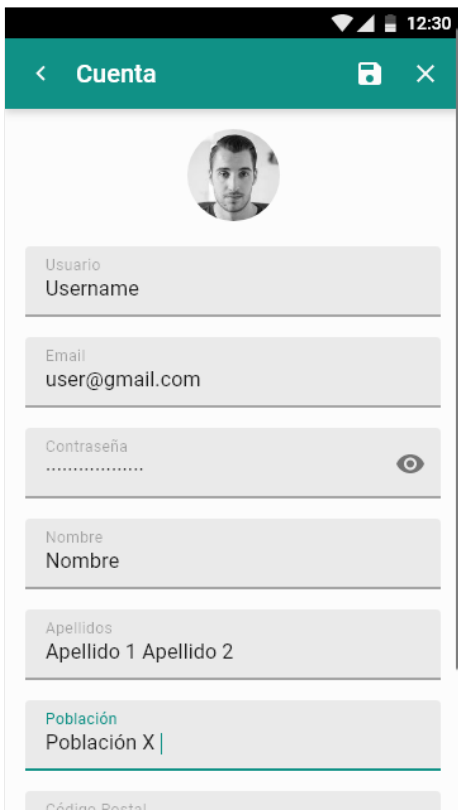 12:30
Cuenta
Usuario
Username
Email
user@gmail.com
Contraseña
..................
Nombre
Nombre
Apellidos
Apellido 1 Apellido 2
Población
Población X
Código Postal